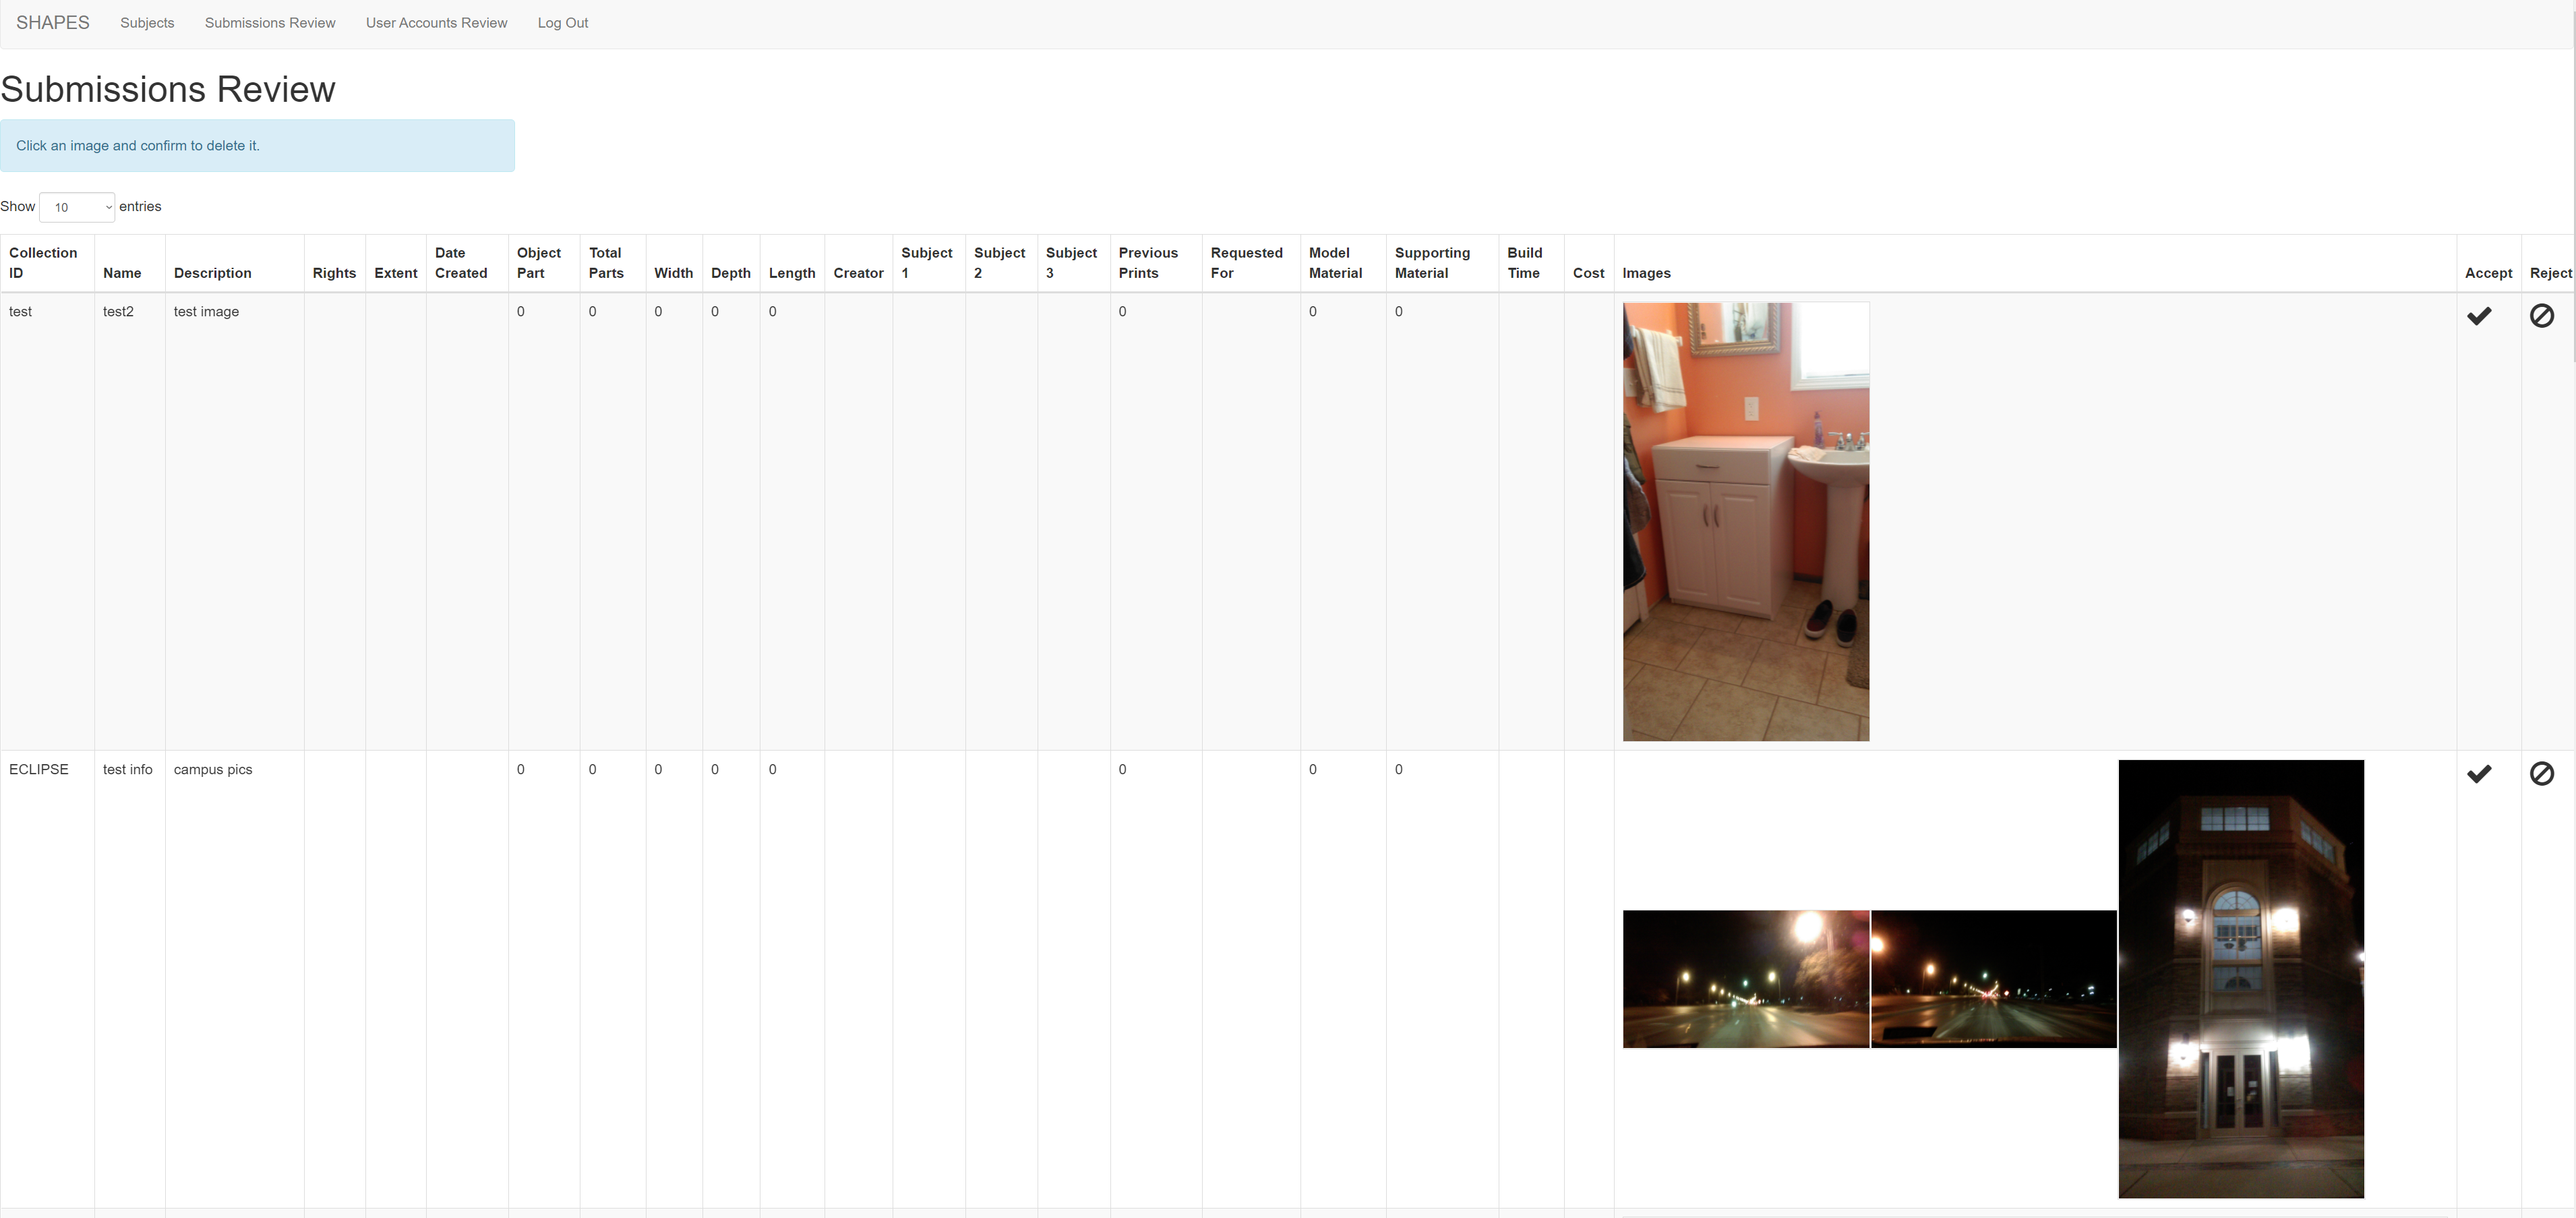 SHAPES Subjects Submissions Review User Accounts Review Log Out
Submissions Review
Click an image and confirm to delete it.
Show 10 entries
Collection ID Name Description Rights Extent Date Created Object Part Total Parts Width Depth Length Creator Subject 1 Subject 2 Subject 3 Previous Prints Requested For Model Material Supporting Material Build Time Cost Images Accept Reject
test test2 test image 0 0 0 0 0 0 0 0
ECLIPSE test info campus pics 0 0 0 0 0 0 0 0